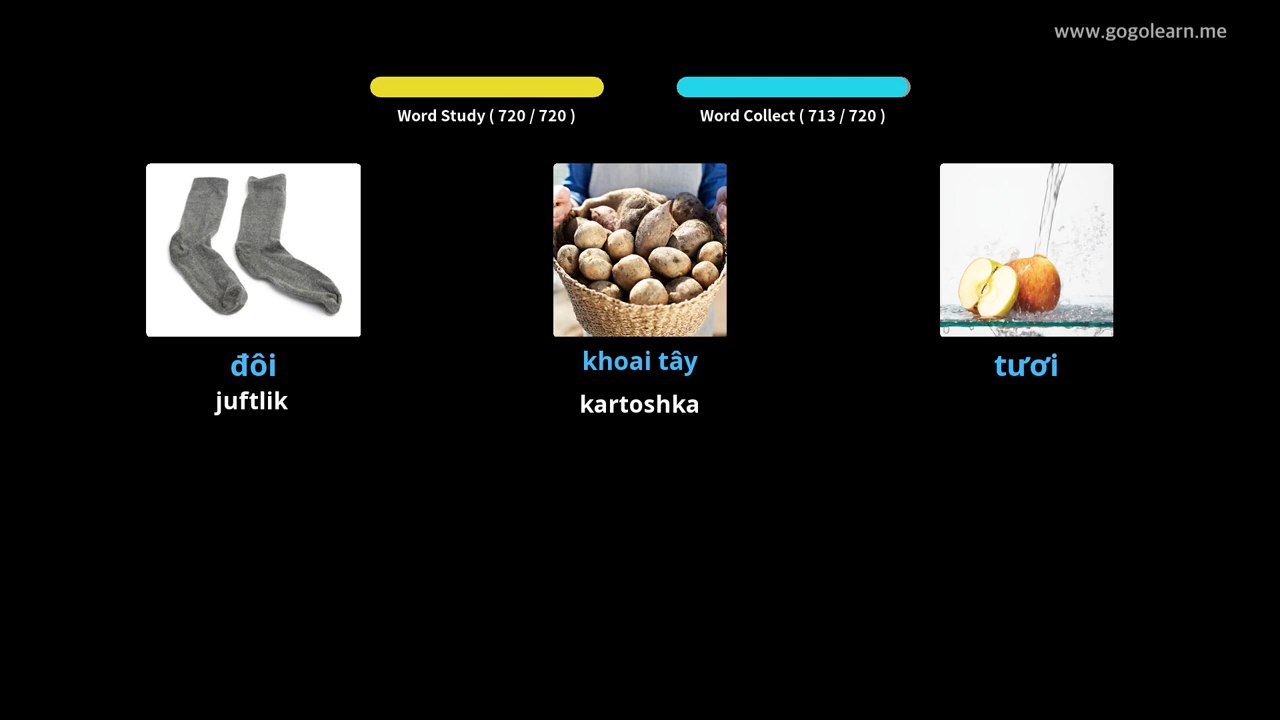 www.gogolearn.me
Word Study ( 720 / 720 )
Word Collect ( 713 / 720 )
đôi
juftlik
khoai tây
kartoshka
tươi